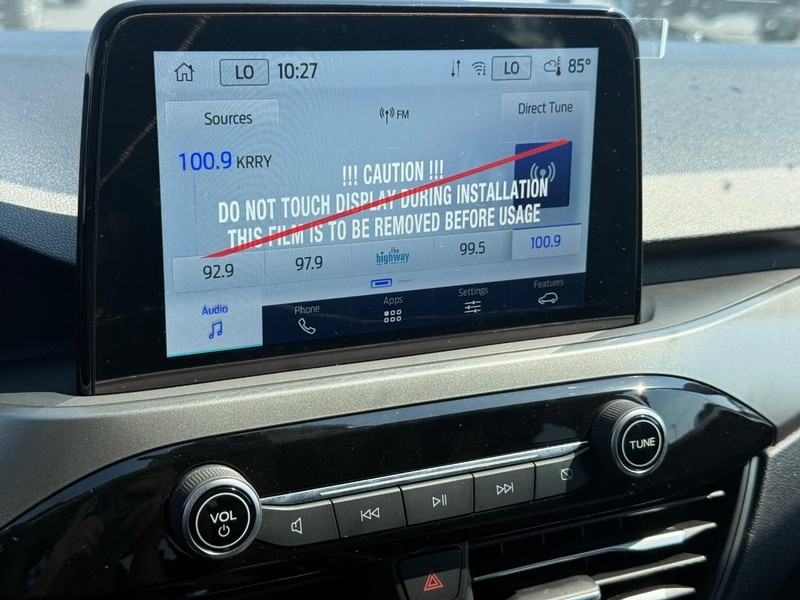 LO 10:27 LO 85°
Sources FM Direct Tune
100.9 KRRY
!!! CAUTION !!!
DO NOT TOUCH DISPLAY DURING INSTALLATION
THIS FILM IS TO BE REMOVED BEFORE USAGE
92.9 97.9 the highway 99.5 100.9
Audio Phone Apps Settings Features
VOL TUNE